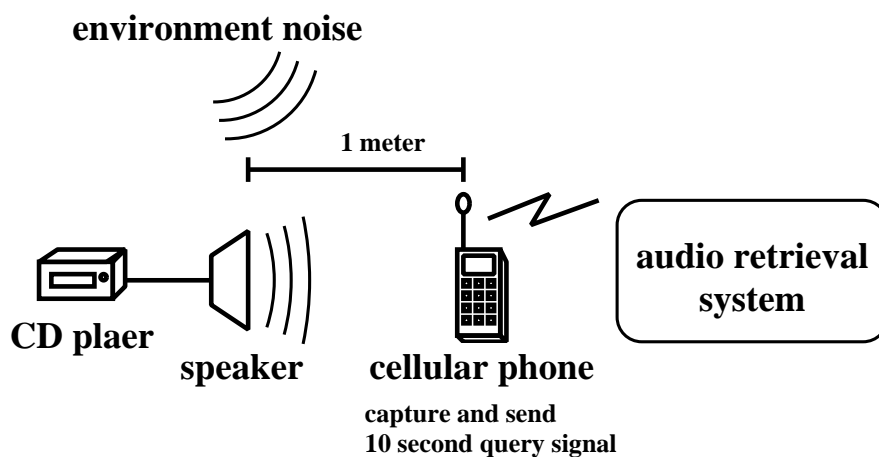 environment noise
1 meter
audio retrieval
system
CD plaer
speaker
cellular phone
capture and send
10 second query signal